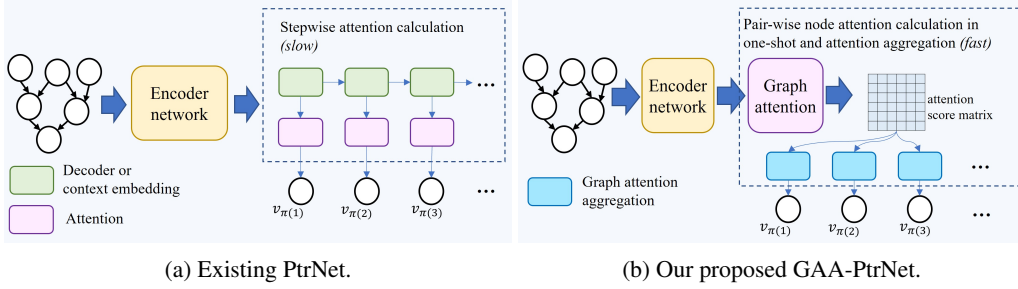 Stepwise attention calculation
(slow)
Encoder
network
...
Decoder or
context embedding
Attention
vπ(1)
vπ(2)
vπ(3)
...
(a) Existing PtrNet.
Pair-wise node attention calculation in
one-shot and attention aggregation (fast)
Encoder
network
Graph
attention
attention
score matrix
...
Graph attention
aggregation
vπ(1)
vπ(2)
vπ(3)
...
(b) Our proposed GAA-PtrNet.